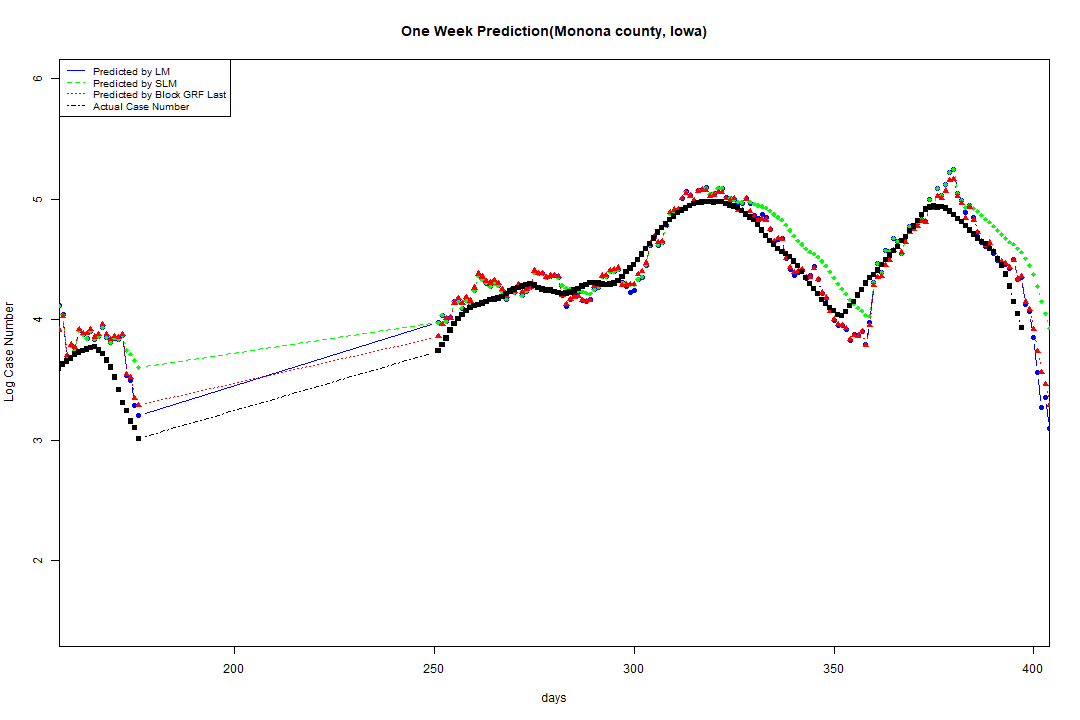 One Week Prediction(Monona county, Iowa)
Predicted by LM
Predicted by SLM
Predicted by Block GRF Last
Actual Case Number
6
5
4
3
2
Log Case Number
200
250
300
350
400
days